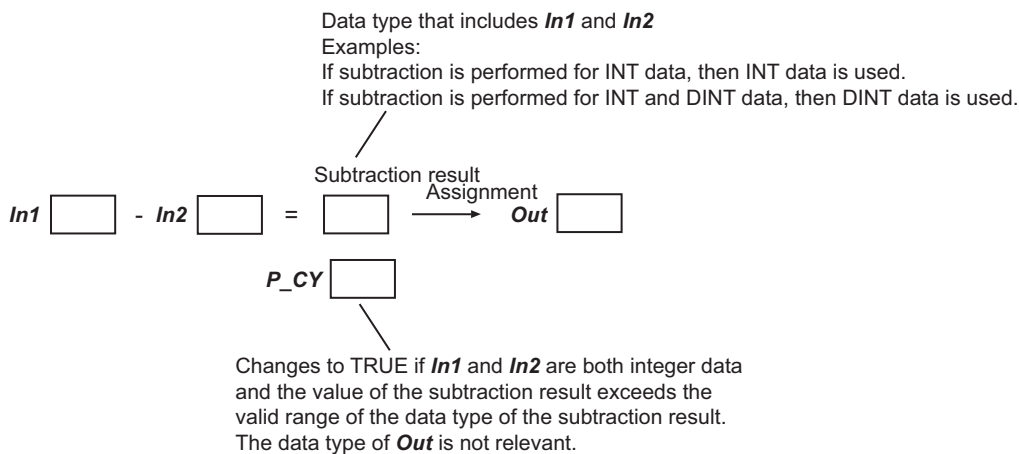 Data type that includes In1 and In2
Examples:
If subtraction is performed for INT data, then INT data is used.
If subtraction is performed for INT and DINT data, then DINT data is used.
Subtraction result
Assignment
In1 - In2 = Out
P_CY
Changes to TRUE if In1 and In2 are both integer data
and the value of the subtraction result exceeds the
valid range of the data type of the subtraction result.
The data type of Out is not relevant.